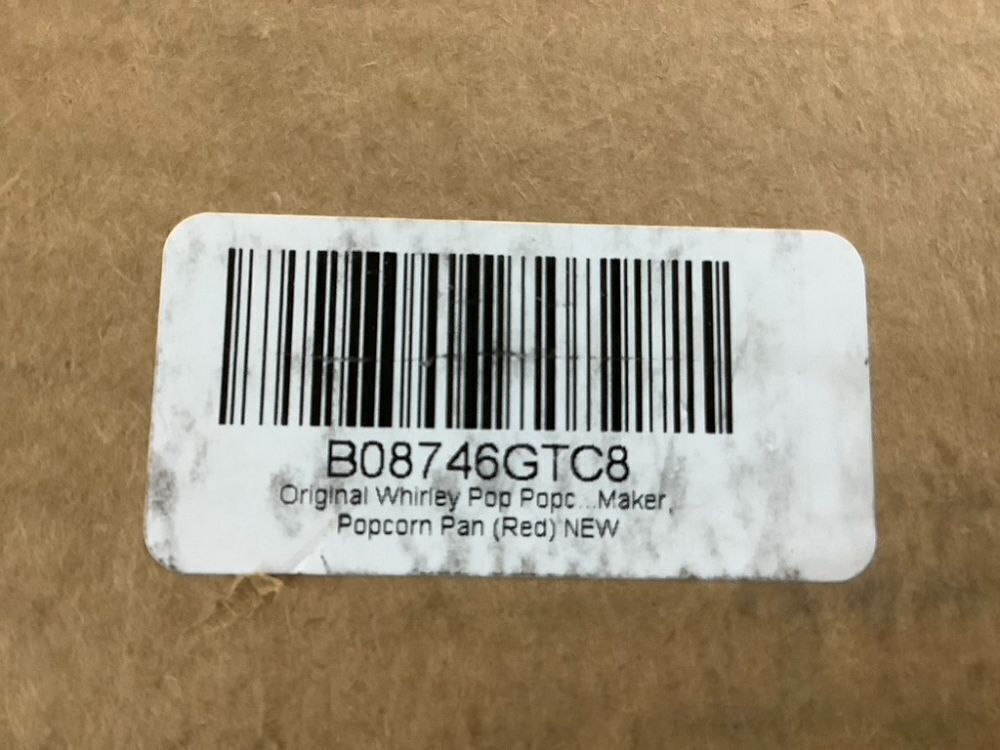 B08746GTC8
Original Whirley Pop Popc...Maker,
Popcorn Pan (Red) NEW